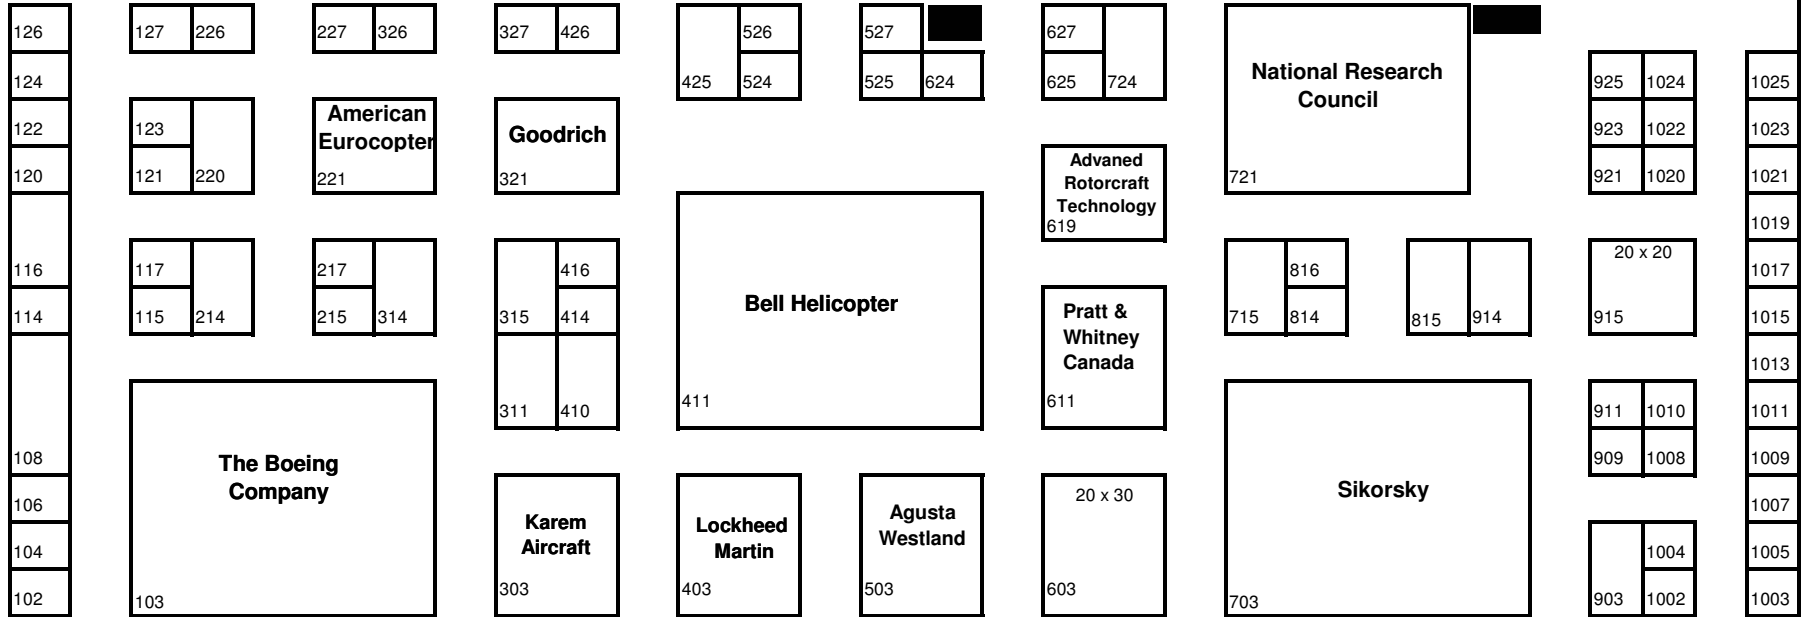 126
127 226
227 326
327 426
526
527
627
124
425 524
525 624
625 724
National Research
Council
925 1024
1025
122
123
American
Eurocopter
Goodrich
923 1022
1023
120
121 220
221
321
Advaned
Rotorcraft
Technology
619
721
921 1020
1021
1019
116
117
217
416
816
20 x 20
1017
114
115 214
215 314
315 414
Bell Helicopter
411
Pratt &
Whitney
Canada
611
715 814
815 914
915
1015
1013
311 410
911 1010
1011
108
The Boeing
Company
103
909 1008
1009
106
Karem
Aircraft
303
Lockheed
Martin
403
Agusta
Westland
503
20 x 30
603
Sikorsky
703
1007
104
1004
1005
102
903 1002
1003